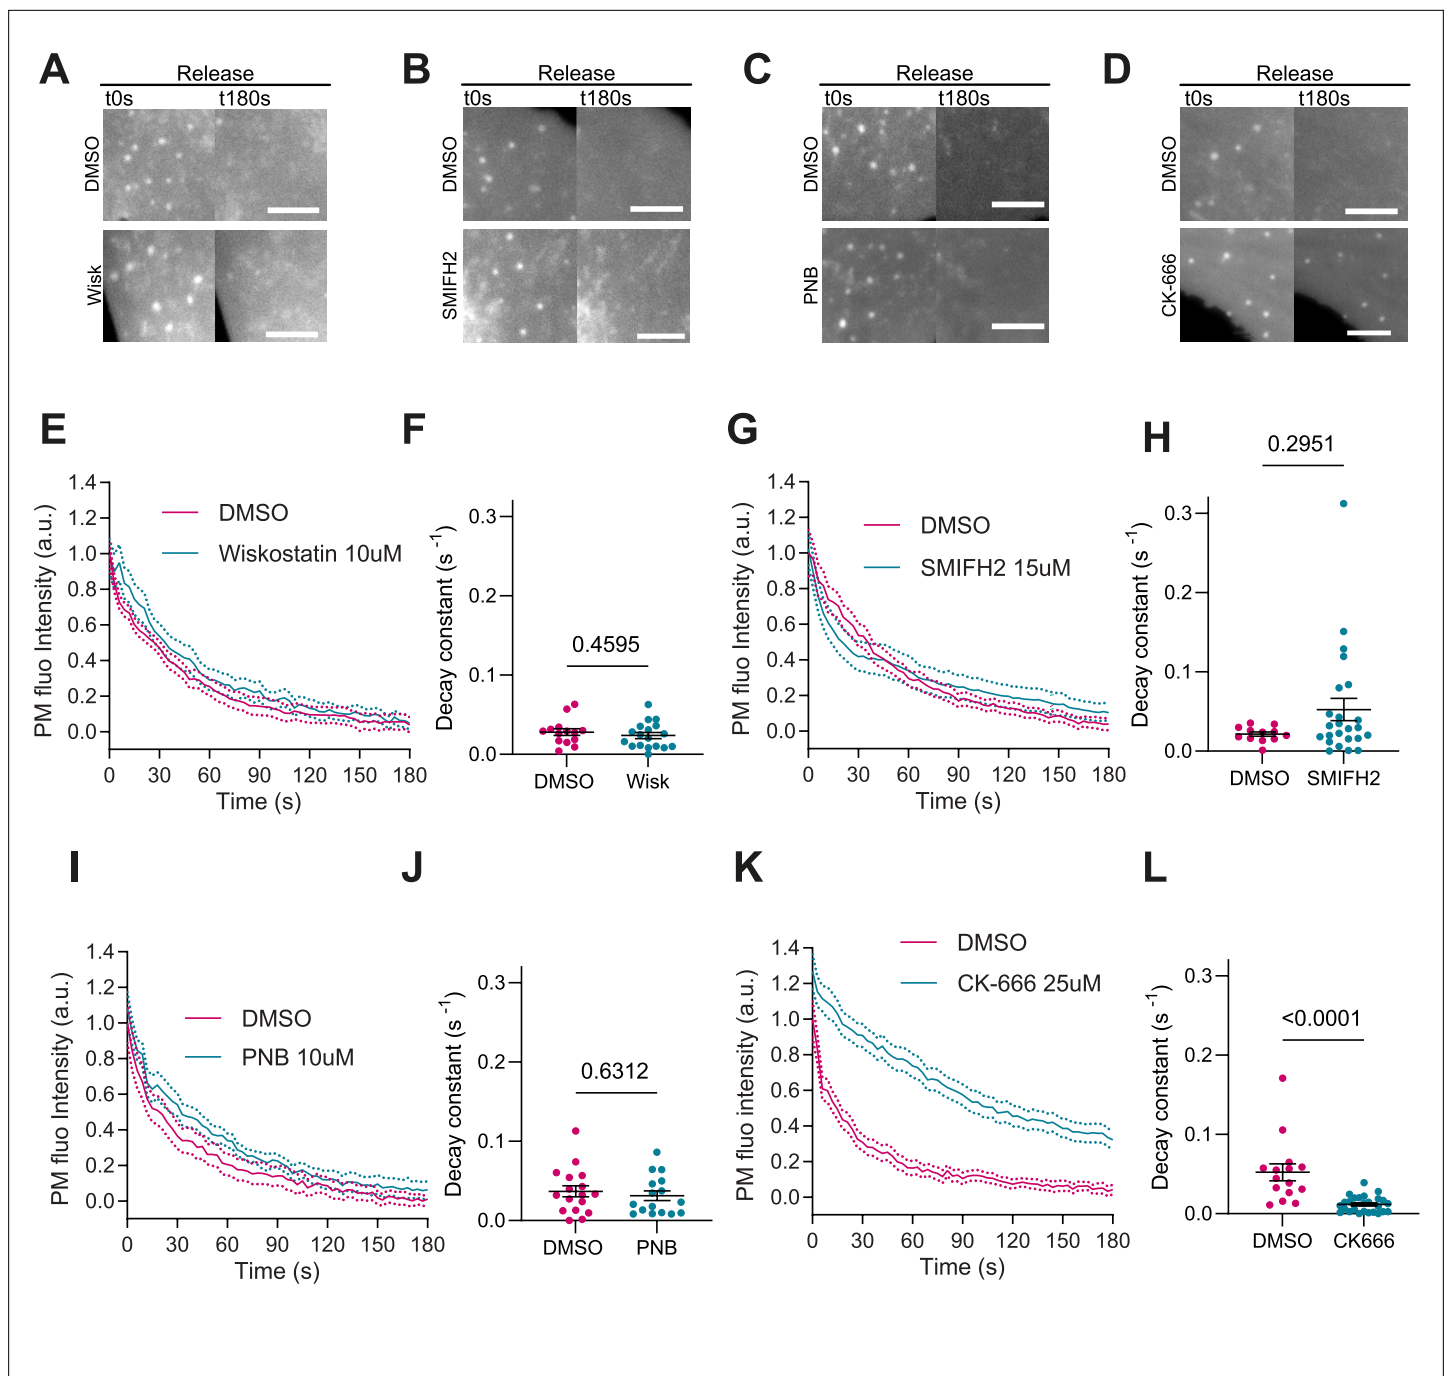 A
Release
t0s t180s
DMSO
Wisk
B
Release
t0s t180s
DMSO
SMIFH2
C
Release
t0s t180s
DMSO
PNB
D
Release
t0s t180s
DMSO
CK-666
E
PM fluo Intensity (a.u.)
1.4
1.2
1.0
0.8
0.6
0.4
0.2
0.0
DMSO
Wiskostatin 10uM
0 30 60 90 120 150 180
Time (s)
F
Decay constant (s⁻¹)
0.3
0.2
0.1
0.0
0.4595
DMSO Wisk
G
PM fluo Intensity (a.u.)
1.4
1.2
1.0
0.8
0.6
0.4
0.2
0.0
DMSO
SMIFH2 15uM
0 30 60 90 120 150 180
Time (s)
H
0.2951
Decay constant (s⁻¹)
0.3
0.2
0.1
0.0
DMSO SMIFH2
I
PM fluo Intensity (a.u.)
1.4
1.2
1.0
0.8
0.6
0.4
0.2
0.0
DMSO
PNB 10uM
0 30 60 90 120 150 180
Time (s)
J
Decay constant (s⁻¹)
0.3
0.2
0.1
0.0
0.6312
DMSO PNB
K
PM fluo intensity (a.u.)
1.4
1.2
1.0
0.8
0.6
0.4
0.2
0.0
DMSO
CK-666 25uM
0 30 60 90 120 150 180
Time (s)
L
Decay constant (s⁻¹)
0.3
0.2
0.1
0.0
<0.0001
DMSO CK666